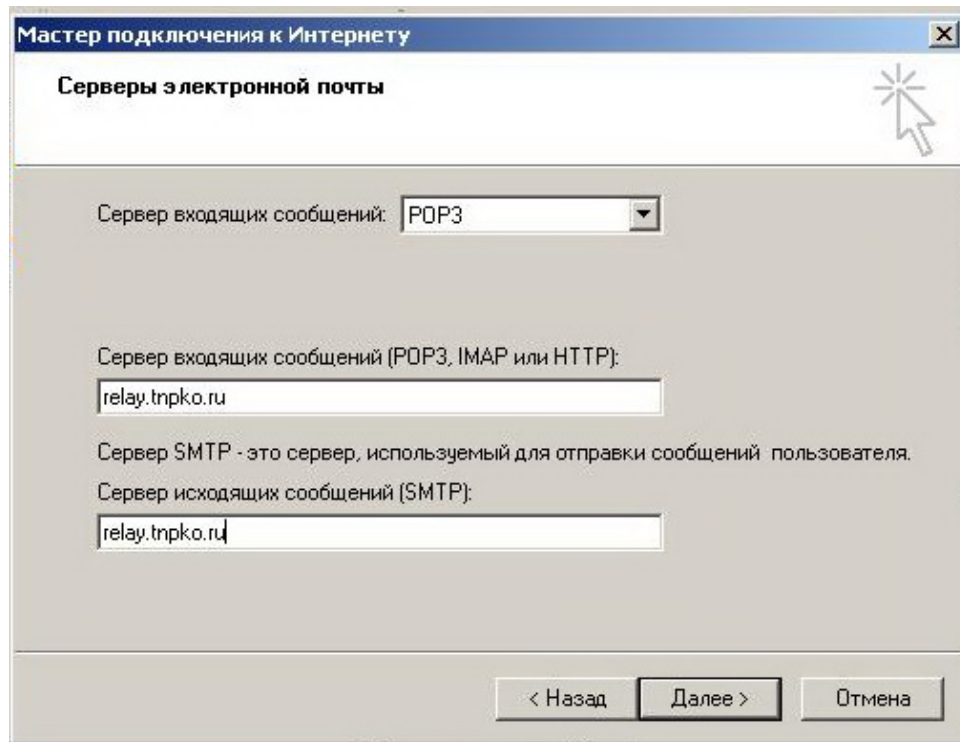 Мастер подключения к Интернету
Серверы электронной почты
Сервер входящих сообщений: POP3
Сервер входящих сообщений (POP3, IMAP или HTTP):
relay.tnpko.ru
Сервер SMTP - это сервер, используемый для отправки сообщений пользователя.
Сервер исходящих сообщений (SMTP):
relay.tnpko.ru
< Назад Далее > Отмена